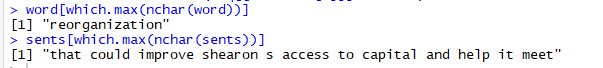 > word[which.max(nchar(word))]
[1] "reorganization"
> sents[which.max(nchar(sents))]
[1] "that could improve shearon s access to capital and help it meet"